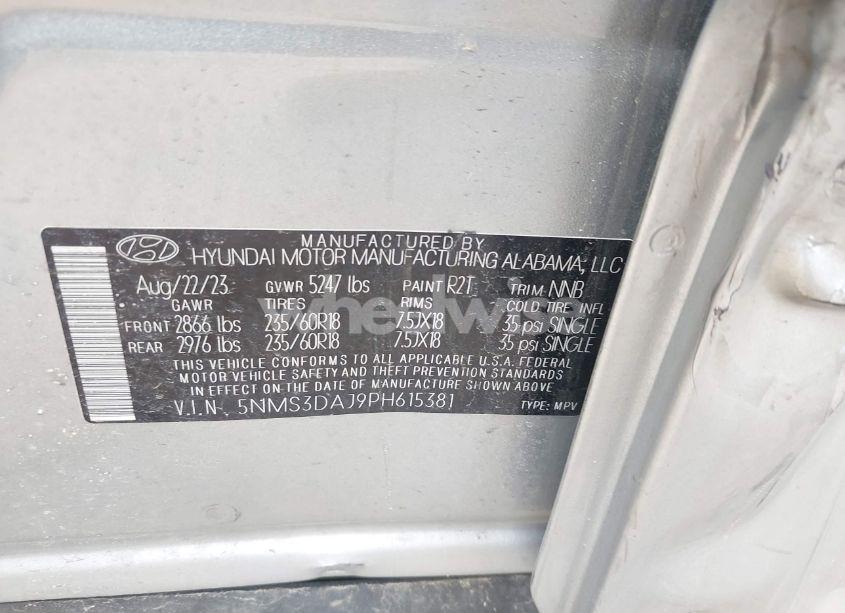 MANUFACTURED BY
HYUNDAI MOTOR MANUFACTURING ALABAMA, LLC
Aug/22/23 GVWR 5247 lbs PAINT R2T TRIM NNB
GAWR TIRES RIMS COLD TIRE INFL
FRONT 2866 lbs 235/60R18 7.5JX18 35 psi SINGLE
REAR 2976 lbs 235/60R18 7.5JX18 35 psi SINGLE
THIS VEHICLE CONFORMS TO ALL APPLICABLE U.S.A. FEDERAL
MOTOR VEHICLE SAFETY AND THEFT PREVENTION STANDARDS
IN EFFECT ON THE DATE OF MANUFACTURE SHOWN ABOVE
V.I.N. 5NMS3DAJ9PH615381 TYPE: MPV